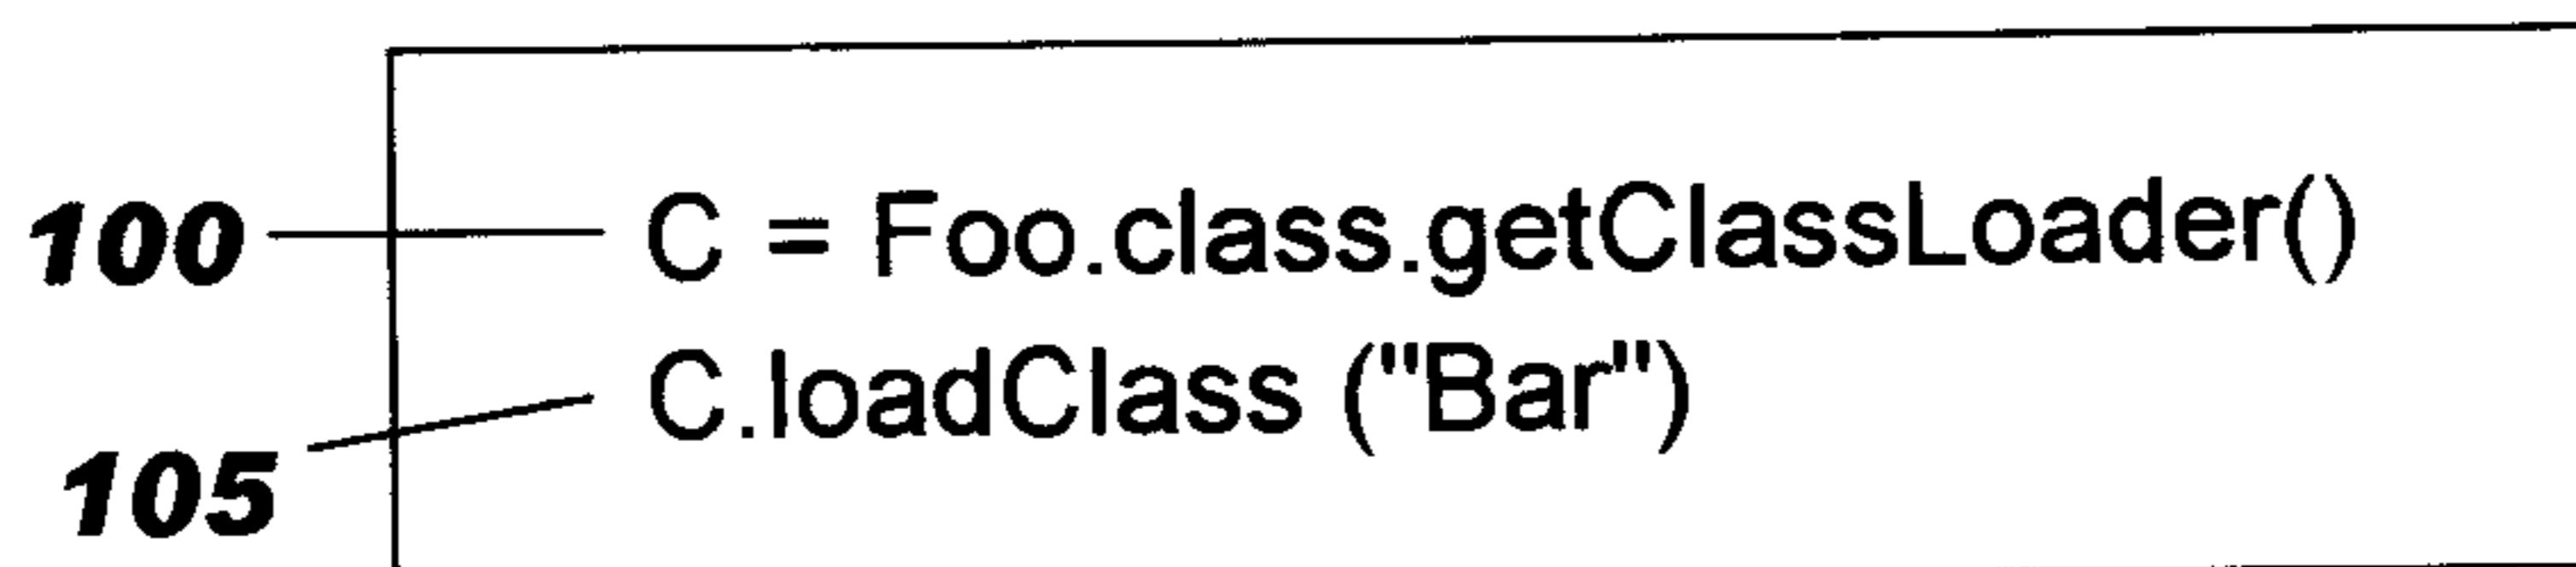 100 C = Foo.class.getClassLoader()
105 C.loadClass ("Bar")